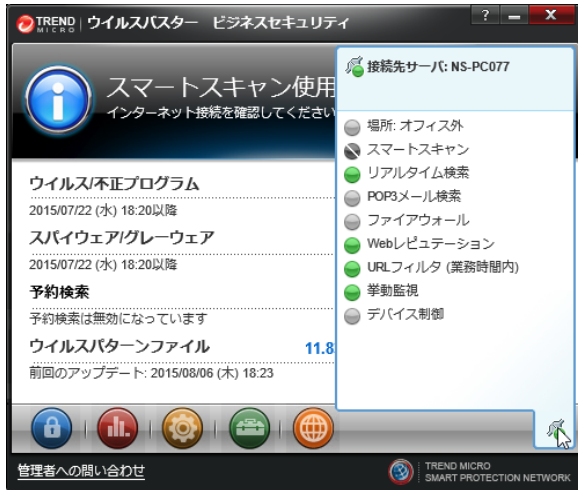 TREND MICRO ウイルスバスター ビジネスセキュリティ
? – X
スマートスキャン使用
インターネット接続を確認してください
ウイルス/不正プログラム
2015/07/22 (水) 18:20以降
スパイウェア/グレーウェア
2015/07/22 (水) 18:20以降
予約検索
予約検索は無効になっています
ウイルスパターンファイル 11.8
前回のアップデート: 2015/08/06 (木) 18:23
接続先サーバ: NS-PC077
場所: オフィス外
スマートスキャン
リアルタイム検索
POP3メール検索
ファイアウォール
Webレピュテーション
URLフィルタ (業務時間内)
挙動監視
デバイス制御
管理者への問い合わせ
TREND MICRO
SMART PROTECTION NETWORK